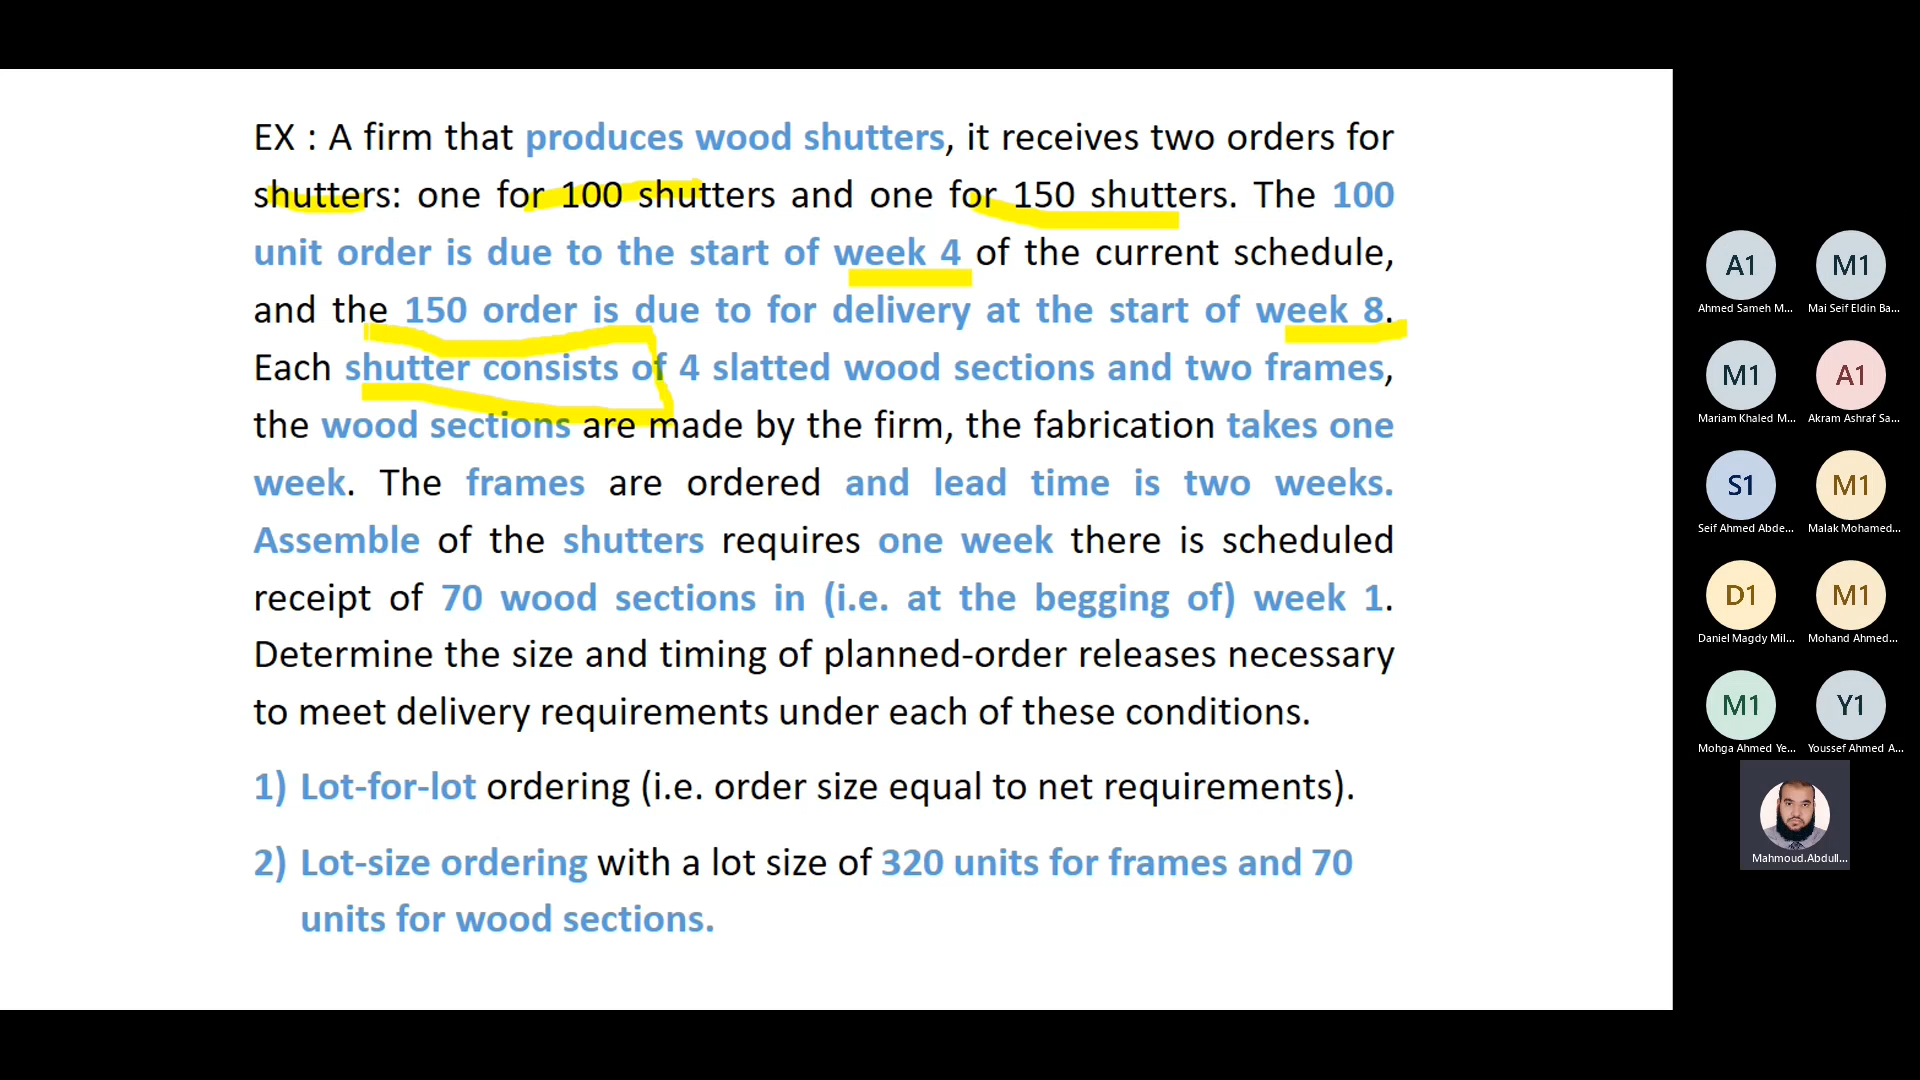 EX : A firm that produces wood shutters, it receives two orders for
shutters: one for 100 shutters and one for 150 shutters. The 100
unit order is due to the start of week 4 of the current schedule,
and the 150 order is due to for delivery at the start of week 8.
Each shutter consists of 4 slatted wood sections and two frames,
the wood sections are made by the firm, the fabrication takes one
week. The frames are ordered and lead time is two weeks.
Assemble of the shutters requires one week there is scheduled
receipt of 70 wood sections in (i.e. at the begging of) week 1.
Determine the size and timing of planned-order releases necessary
to meet delivery requirements under each of these conditions.
1) Lot-for-lot ordering (i.e. order size equal to net requirements).
2) Lot-size ordering with a lot size of 320 units for frames and 70
units for wood sections.
A1 M1
Ahmed Sameh M... Mai Seif Eldin Ba...
M1 A1
Mariam Khaled M... Akram Ashraf Sa...
S1 M1
Seif Ahmed Abde... Malak Mohamed...
D1 M1
Daniel Magdy Mil... Mohand Ahmed...
M1 Y1
Mohga Ahmed Ye... Youssef Ahmed A...
Mahmoud.Abdull...